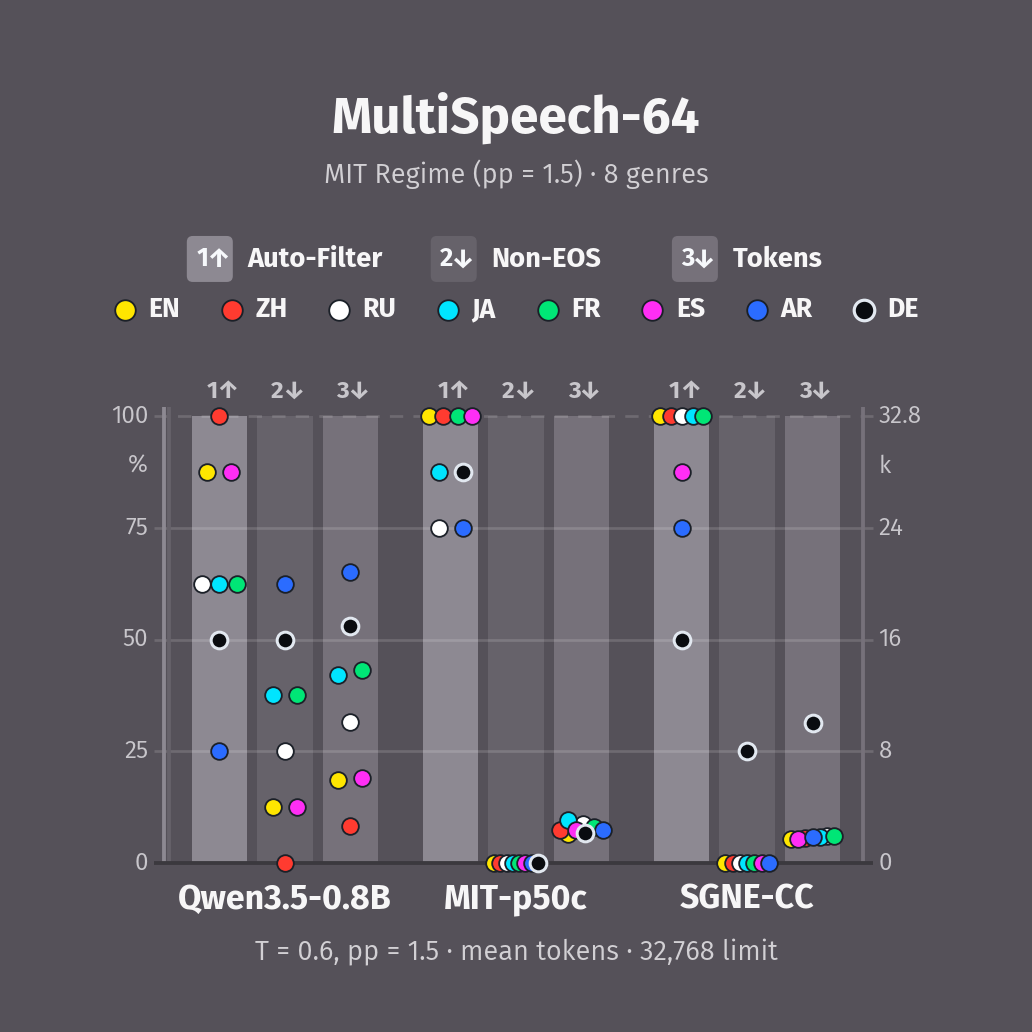 MultiSpeech-64
MIT Regime (pp = 1.5) · 8 genres
1↑ Auto-Filter 2↓ Non-EOS 3↓ Tokens
EN ZH RU JA FR ES AR DE
1↑ 2↓ 3↓ 1↑ 2↓ 3↓ 1↑ 2↓ 3↓
100 32.8
% k
75 24
50 16
25 8
0 0
Qwen3.5-0.8B MIT-p50c SGNE-CC
T = 0.6, pp = 1.5 · mean tokens · 32,768 limit